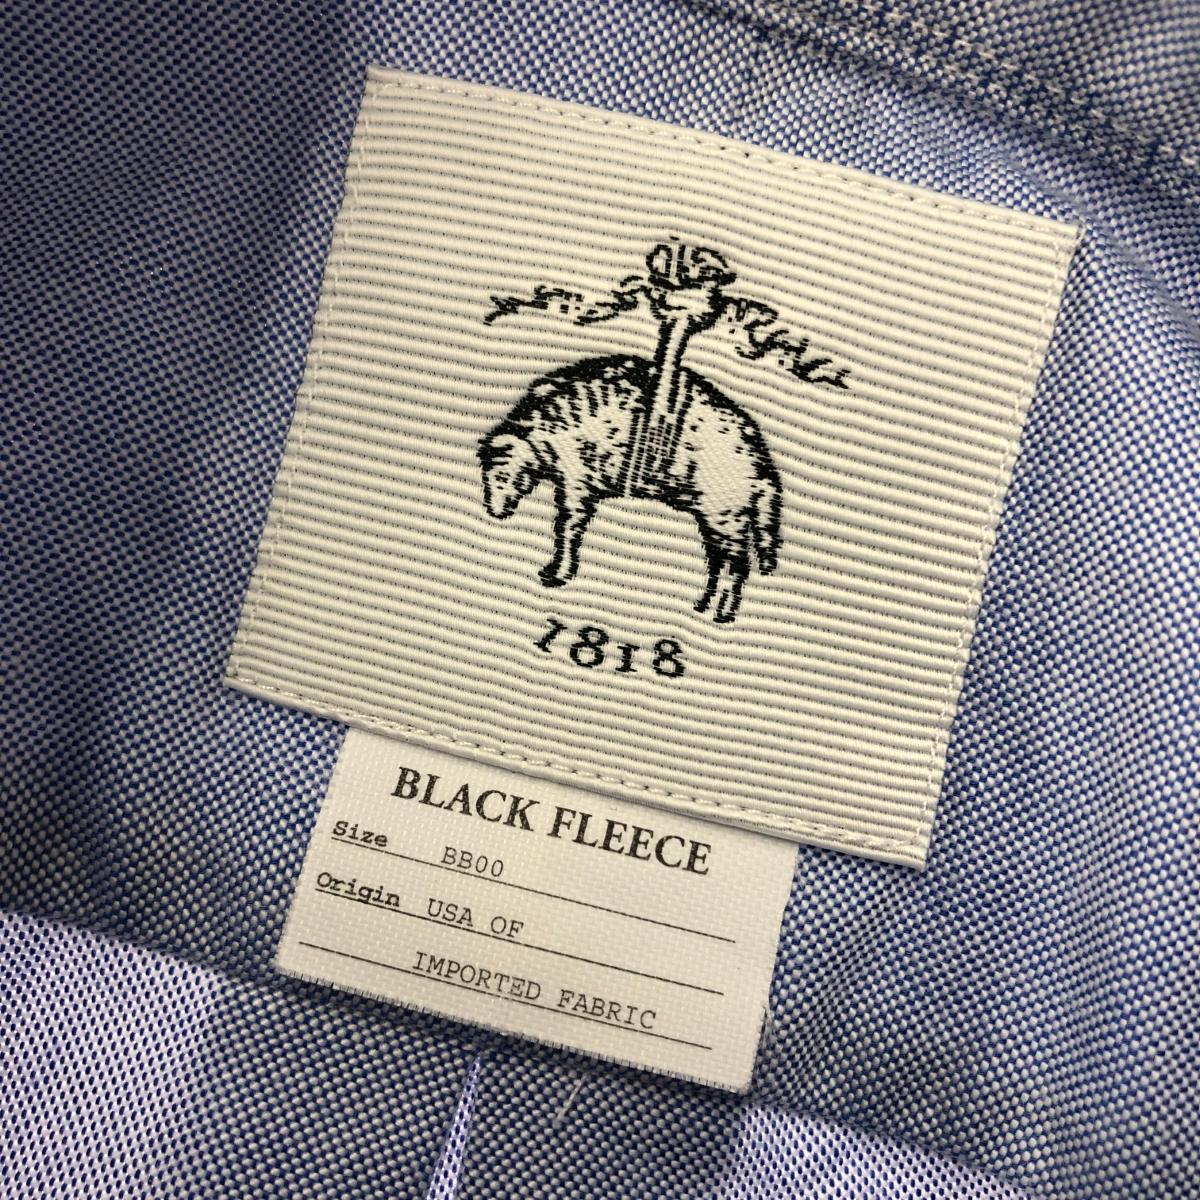 1818
BLACK FLEECE
Size BB00
Origin USA OF
IMPORTED FABRIC